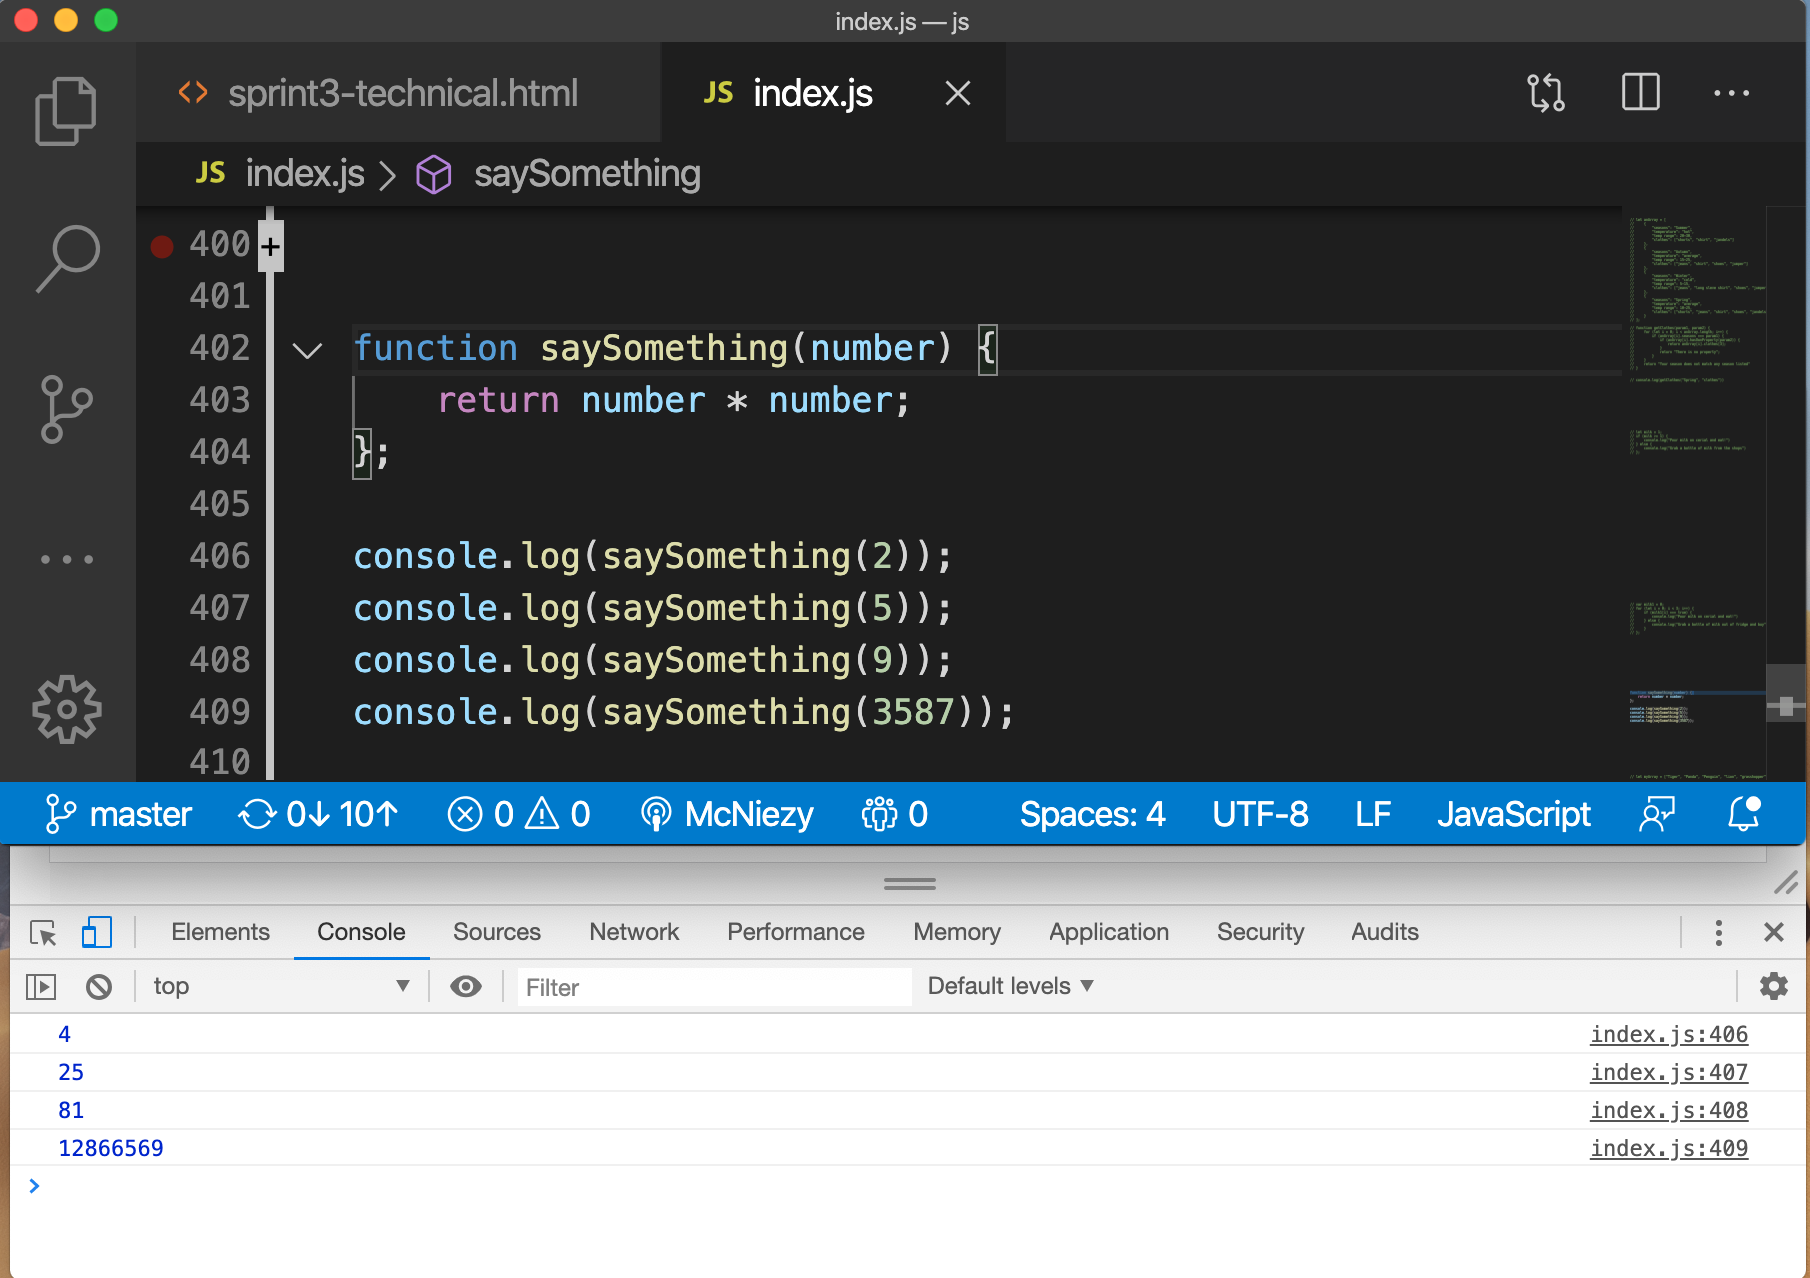 index.js — js
sprint3-technical.html
JS index.js
JS index.js > saySomething
400 +
401
402 function saySomething(number) {
403 return number * number;
404 };
405
406 console.log(saySomething(2));
407 console.log(saySomething(5));
408 console.log(saySomething(9));
409 console.log(saySomething(3587));
410
master 0↓ 10↑ 0 0 McNiezy 0 Spaces: 4 UTF-8 LF JavaScript
Elements Console Sources Network Performance Memory Application Security Audits
top Filter Default levels
4 index.js:406
25 index.js:407
81 index.js:408
12866569 index.js:409